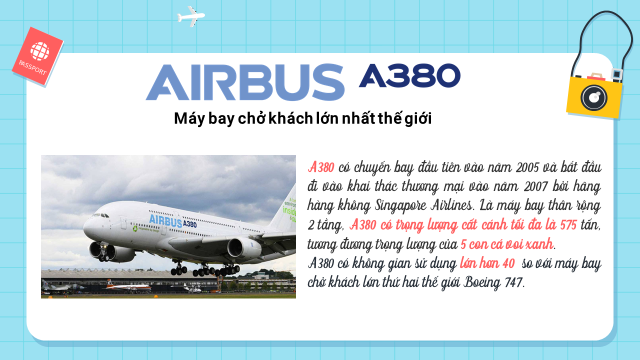 PASSPORT
AIRBUS A380
Máy bay chở khách lớn nhất thế giới
AIRBUS A380
A380 có chuyến bay đầu tiên vào năm 2005 và bắt đầu
đi vào khai thác thương mại vào năm 2007 bởi hãng
hàng không Singapore Airlines. Là máy bay thân rộng
2 tầng. A380 có trọng lượng cất cánh tối đa là 575 tấn,
tương đương trọng lượng của 5 con cá voi xanh.
A380 có không gian sử dụng lớn hơn 40 so với máy bay
chở khách lớn thứ hai thế giới Boeing 747.